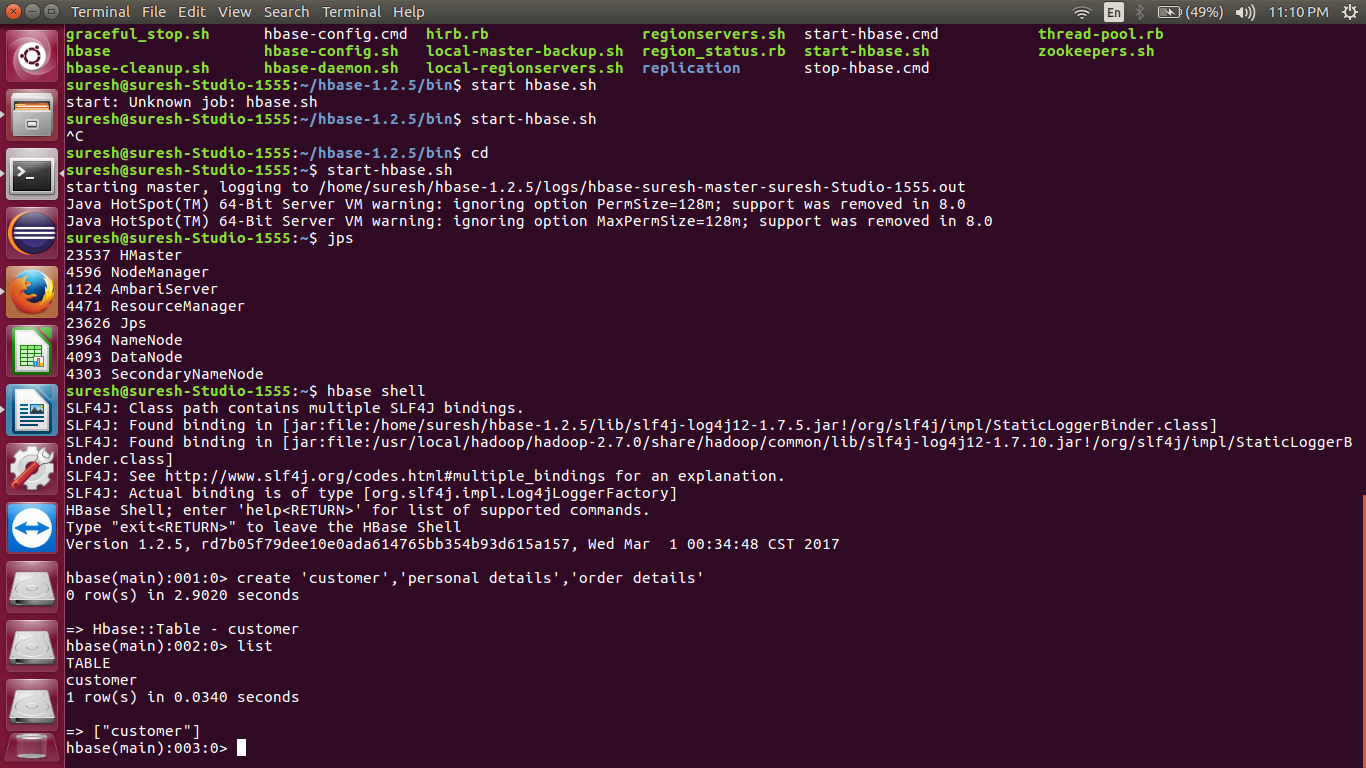 Terminal File Edit View Search Terminal Help En (49%) 11:10 PM
graceful_stop.sh hbase-config.cmd hirb.rb regionservers.sh start-hbase.cmd thread-pool.rb
hbase hbase-config.sh local-master-backup.sh region_status.rb start-hbase.sh zookeepers.sh
hbase-cleanup.sh hbase-daemon.sh local-regionservers.sh replication stop-hbase.cmd
suresh@suresh-Studio-1555:~/hbase-1.2.5/bin$ start hbase.sh
start: Unknown job: hbase.sh
suresh@suresh-Studio-1555:~/hbase-1.2.5/bin$ start-hbase.sh
^C
suresh@suresh-Studio-1555:~/hbase-1.2.5/bin$ cd
suresh@suresh-Studio-1555:~$ start-hbase.sh
starting master, logging to /home/suresh/hbase-1.2.5/logs/hbase-suresh-master-suresh-Studio-1555.out
Java HotSpot(TM) 64-Bit Server VM warning: ignoring option PermSize=128m; support was removed in 8.0
Java HotSpot(TM) 64-Bit Server VM warning: ignoring option MaxPermSize=128m; support was removed in 8.0
suresh@suresh-Studio-1555:~$ jps
23537 HMaster
4596 NodeManager
1124 AmbariServer
4471 ResourceManager
23626 Jps
3964 NameNode
4093 DataNode
4303 SecondaryNameNode
suresh@suresh-Studio-1555:~$ hbase shell
SLF4J: Class path contains multiple SLF4J bindings.
SLF4J: Found binding in [jar:file:/home/suresh/hbase-1.2.5/lib/slf4j-log4j12-1.7.5.jar!/org/slf4j/impl/StaticLoggerBinder.class]
SLF4J: Found binding in [jar:file:/usr/local/hadoop/hadoop-2.7.0/share/hadoop/common/lib/slf4j-log4j12-1.7.10.jar!/org/slf4j/impl/StaticLoggerB
inder.class]
SLF4J: See http://www.slf4j.org/codes.html#multiple_bindings for an explanation.
SLF4J: Actual binding is of type [org.slf4j.impl.Log4jLoggerFactory]
HBase Shell; enter 'help<RETURN>' for list of supported commands.
Type "exit<RETURN>" to leave the HBase Shell
Version 1.2.5, rd7b05f79dee10e0ada614765bb354b93d615a157, Wed Mar  1 00:34:48 CST 2017
hbase(main):001:0> create 'customer','personal details','order details'
0 row(s) in 2.9020 seconds
=> Hbase::Table - customer
hbase(main):002:0> list
TABLE
customer
1 row(s) in 0.0340 seconds
=> ["customer"]
hbase(main):003:0>